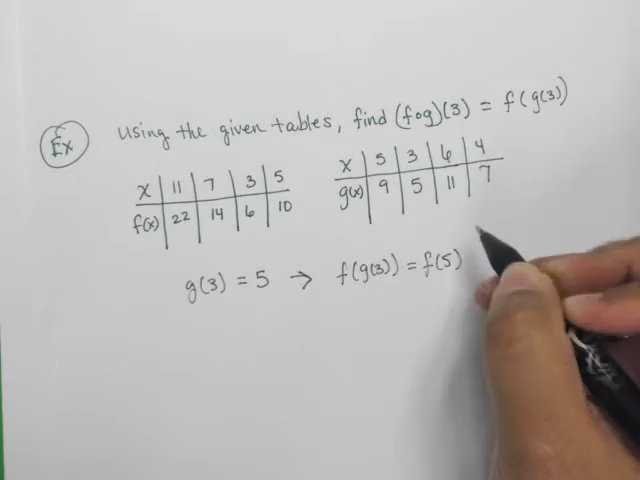 Ex Using the given tables, find (fog)(3) = f(g(3))
x 11 7 3 5
f(x) 22 14 6 10
x 5 3 6 4
g(x) 9 5 11 7
g(3) = 5 → f(g(3)) = f(5)